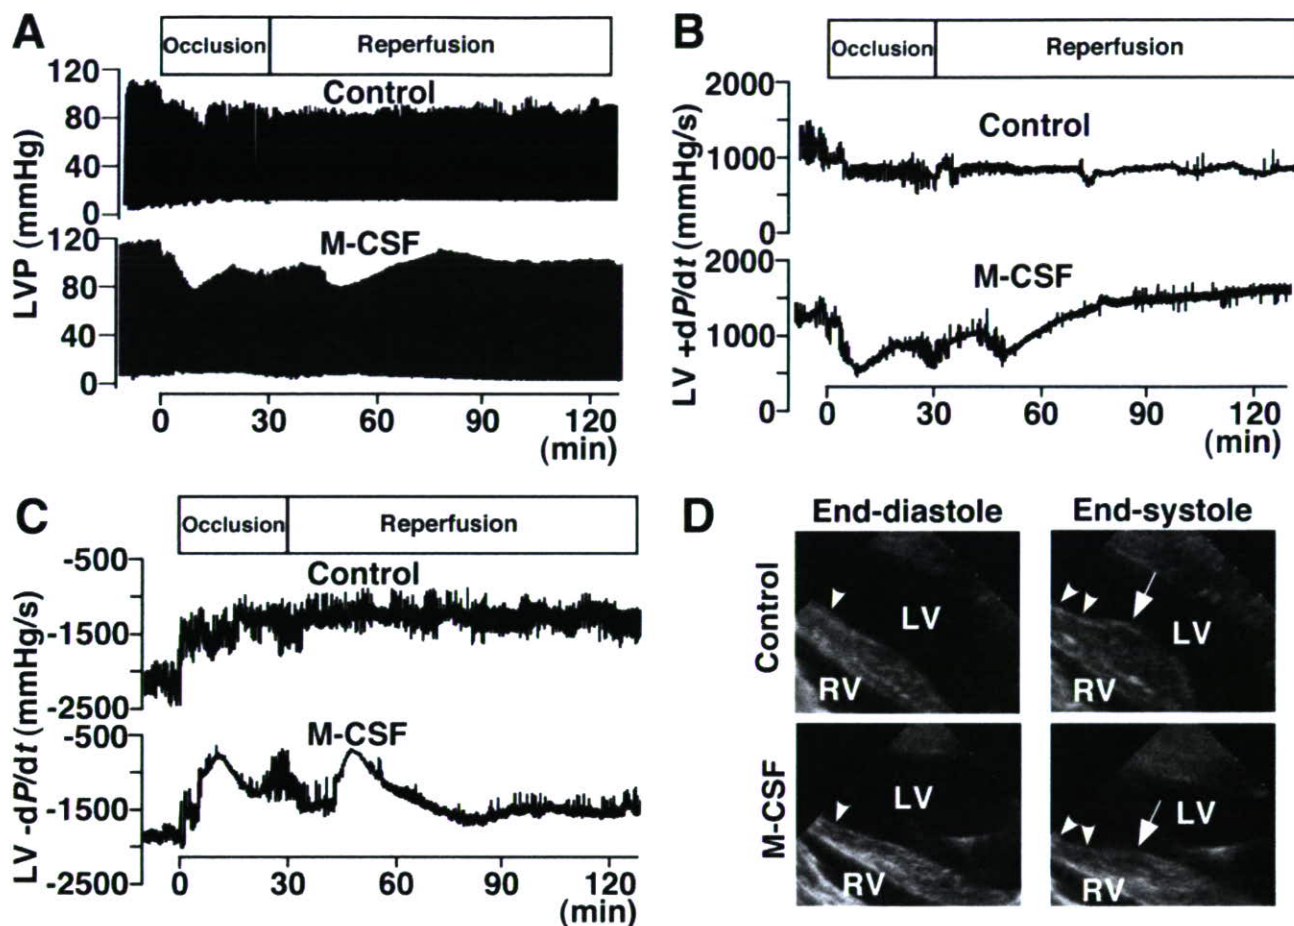 A
Occlusion Reperfusion
120
80
40
0
Control
120
80
40
0
M-CSF
LVP (mmHg)
0 30 60 90 120
(min)
B
Occlusion Reperfusion
2000
1000
0
Control
2000
1000
0
M-CSF
LV +dP/dt (mmHg/s)
0 30 60 90 120
(min)
C
Occlusion Reperfusion
-500
-1500
-2500
Control
-500
-1500
-2500
M-CSF
LV -dP/dt (mmHg/s)
0 30 60 90 120
(min)
D
End-diastole End-systole
Control
LV
RV
LV
RV
M-CSF
LV
RV
LV
RV